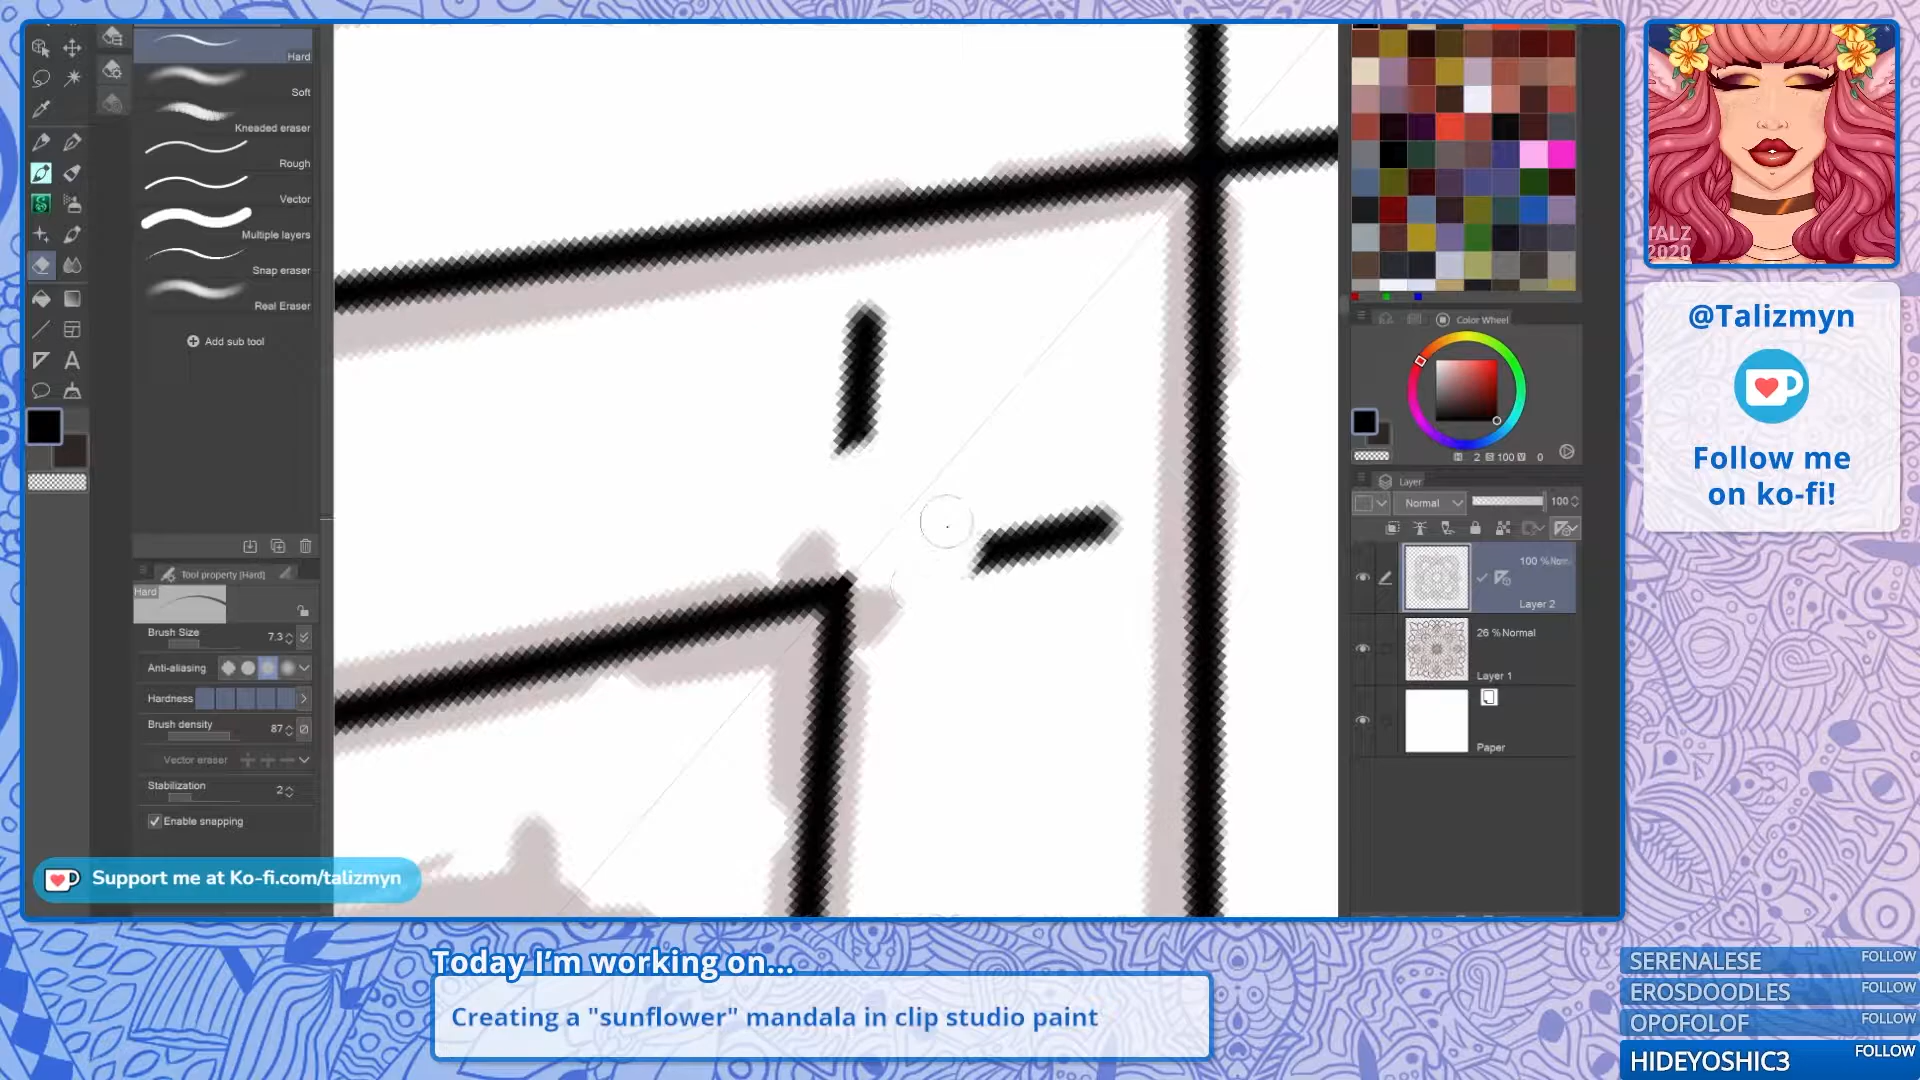 Hard
Soft
Kneaded eraser
Rough
Vector
Multiple layers
Snap eraser
Real Eraser
Add sub tool
Tool property [Hard]
Hard
Brush Size
7.3
Anti-aliasing
Hardness
Brush density
87
Vector eraser
Stabilization
2
Enable snapping
Color Wheel
H 2 S 100 V 0
Layer
Normal
100
100 % Norm
Layer 2
26 % Normal
Layer 1
Paper
TALZ
2020
@Talizmyn
Follow me
on ko-fi!
Support me at Ko-fi.com/talizmyn
Today I'm working on...
Creating a "sunflower" mandala in clip studio paint
SERENALESE FOLLOW
EROSDOODLES FOLLOW
OPOFOLOF FOLLOW
HIDEYOSHIC3 FOLLOW